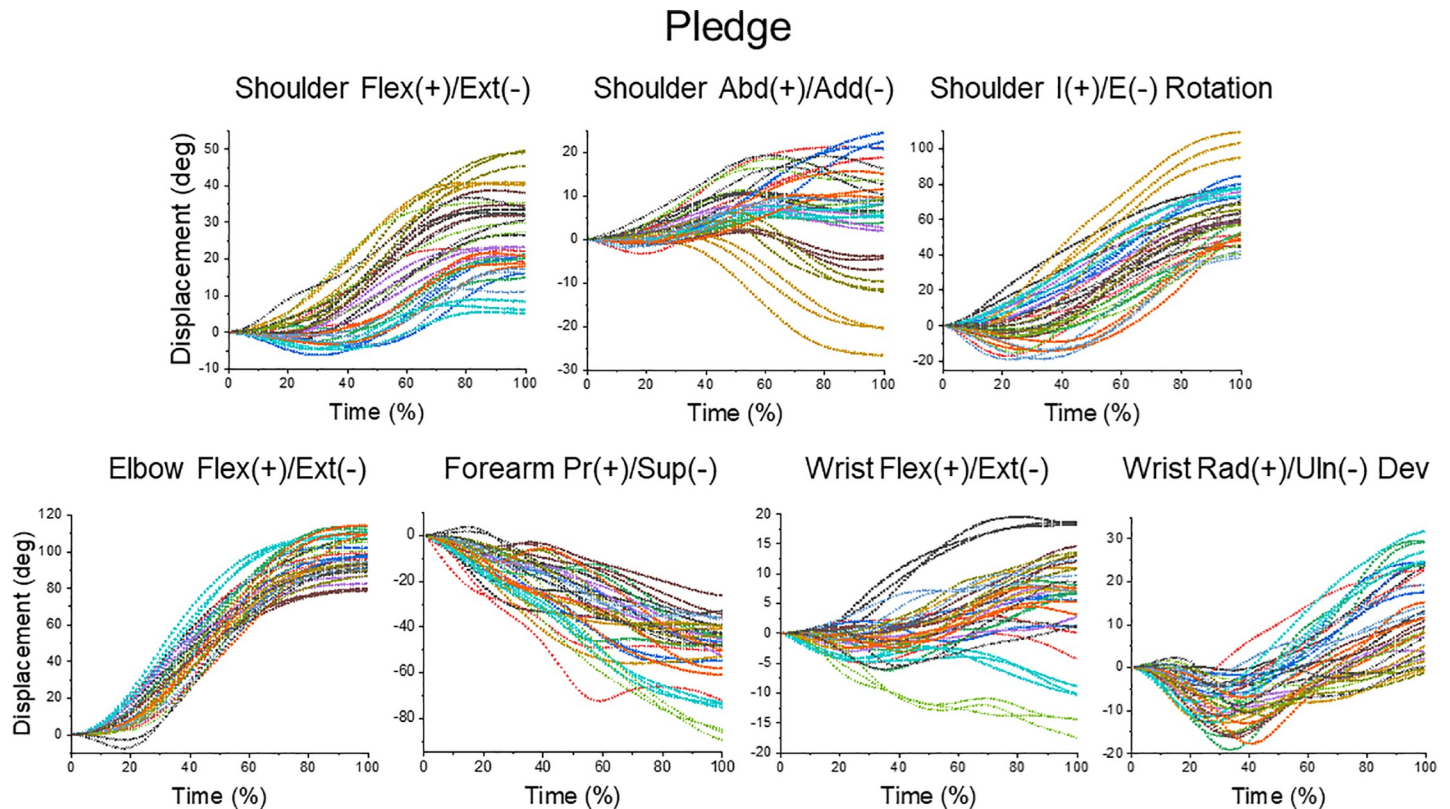 Pledge
Shoulder Flex(+)/Ext(-) Shoulder Abd(+)/Add(-) Shoulder I(+)/E(-) Rotation
Displacement (deg)
50
40
30
20
10
0
-10
0 20 40 60 80 100
Time (%)
20
10
0
-10
-20
-30
0 20 40 60 80 100
Time (%)
100
80
60
40
20
0
-20
0 20 40 60 80 100
Time (%)
Elbow Flex(+)/Ext(-) Forearm Pr(+)/Sup(-) Wrist Flex(+)/Ext(-) Wrist Rad(+)/Uln(-) Dev
Displacement (deg)
120
100
80
60
40
20
0
0 20 40 60 80 100
Time (%)
0
-20
-40
-60
-80
0 20 40 60 80 100
Time (%)
20
15
10
5
0
-5
-10
-15
-20
0 20 40 60 80 100
Time (%)
30
20
10
0
-10
-20
0 20 40 60 80 100
Time (%)